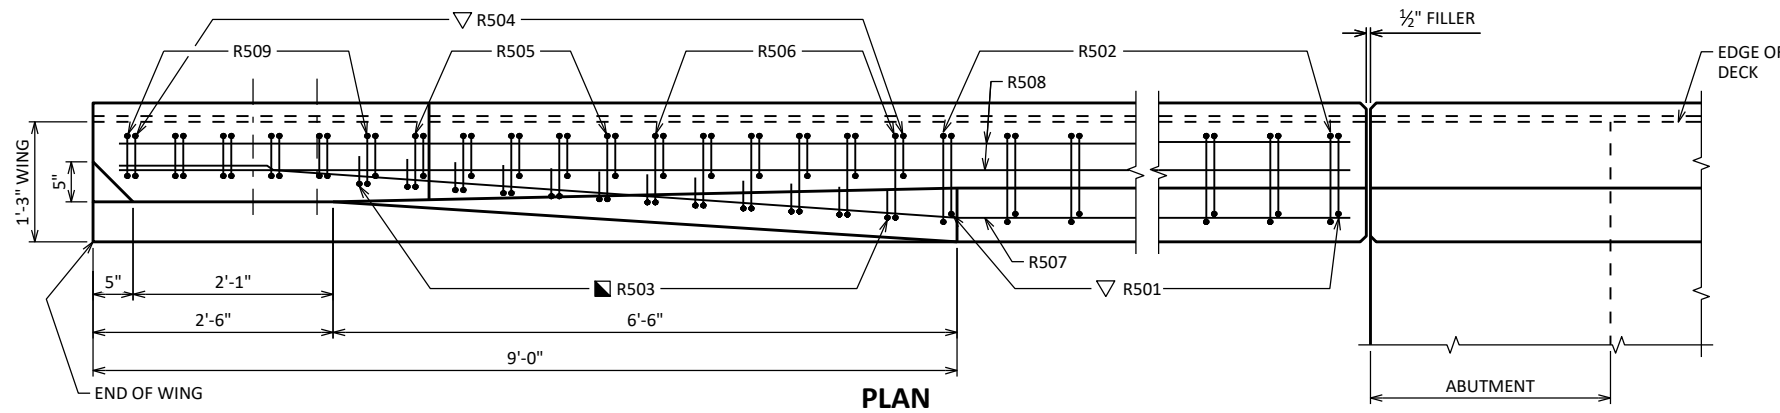 ▽ R504
½" FILLER
R509
R505
R506
R502
EDGE OF
DECK
R508
1'-3" WING
5"
R507
5"
2'-1"
◪ R503
▽ R501
2'-6"
6'-6"
9'-0"
END OF WING
PLAN
ABUTMENT